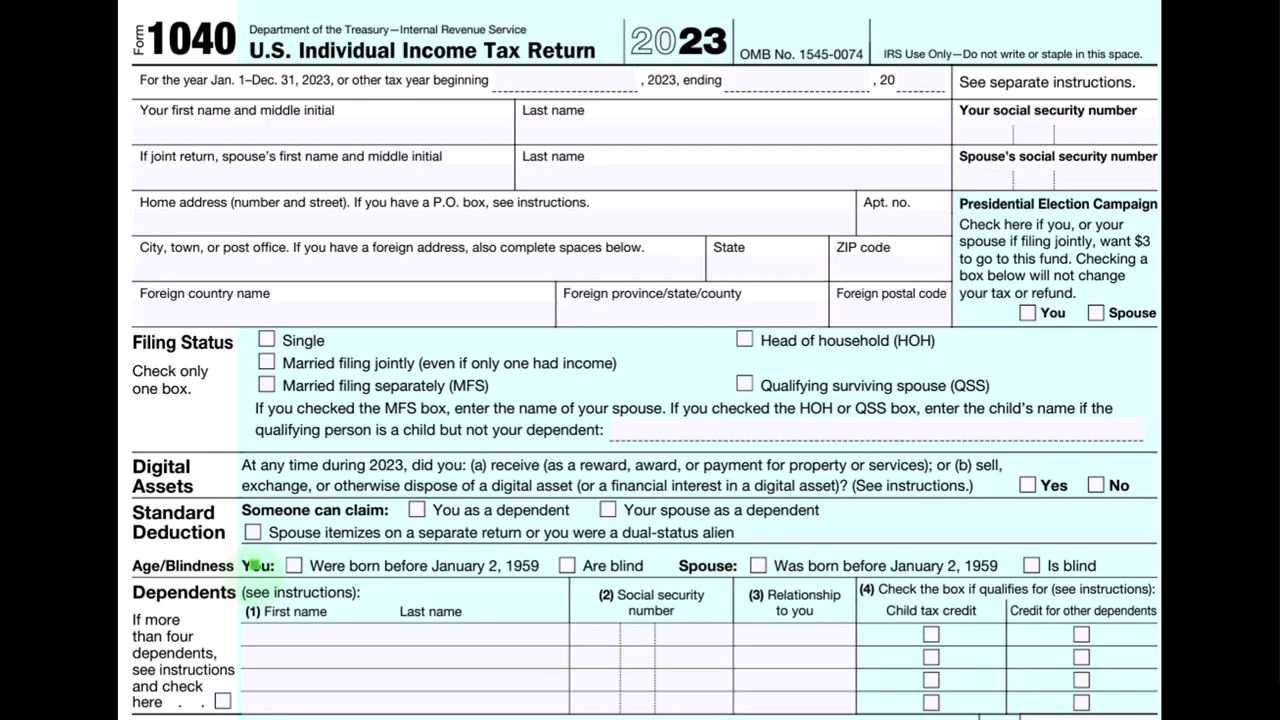 Form 1040 Department of the Treasury—Internal Revenue Service
U.S. Individual Income Tax Return 2023 OMB No. 1545-0074 IRS Use Only—Do not write or staple in this space.
For the year Jan. 1–Dec. 31, 2023, or other tax year beginning , 2023, ending , 20 See separate instructions.
Your first name and middle initial Last name Your social security number
If joint return, spouse's first name and middle initial Last name Spouse's social security number
Home address (number and street). If you have a P.O. box, see instructions. Apt. no.
City, town, or post office. If you have a foreign address, also complete spaces below. State ZIP code
Foreign country name Foreign province/state/county Foreign postal code
Presidential Election Campaign
Check here if you, or your
spouse if filing jointly, want $3
to go to this fund. Checking a
box below will not change
your tax or refund.
You Spouse
Filing Status
Check only
one box.
Single
Married filing jointly (even if only one had income)
Married filing separately (MFS)
Head of household (HOH)
Qualifying surviving spouse (QSS)
If you checked the MFS box, enter the name of your spouse. If you checked the HOH or QSS box, enter the child's name if the
qualifying person is a child but not your dependent:
Digital
Assets
At any time during 2023, did you: (a) receive (as a reward, award, or payment for property or services); or (b) sell,
exchange, or otherwise dispose of a digital asset (or a financial interest in a digital asset)? (See instructions.) Yes No
Standard
Deduction
Someone can claim: You as a dependent Your spouse as a dependent
Spouse itemizes on a separate return or you were a dual-status alien
Age/Blindness You: Were born before January 2, 1959 Are blind Spouse: Was born before January 2, 1959 Is blind
Dependents (see instructions):
If more
than four
dependents,
see instructions
and check
here . .
(1) First name Last name
(2) Social security
number
(3) Relationship
to you
(4) Check the box if qualifies for (see instructions):
Child tax credit Credit for other dependents